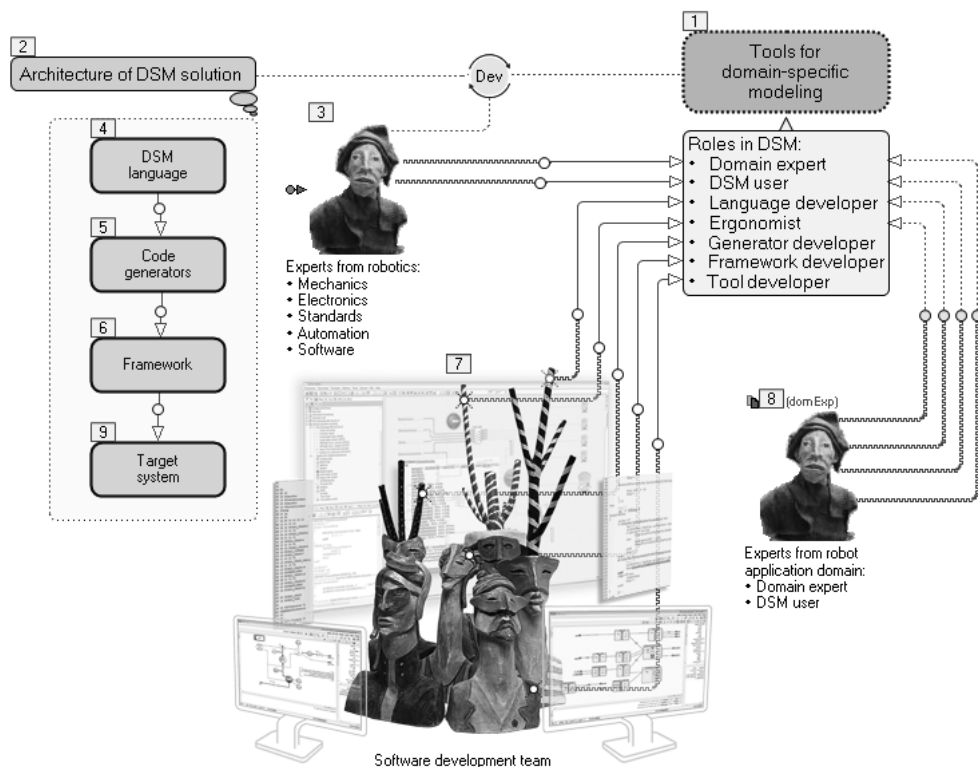 1
2
Tools for
domain-specific
modeling
Architecture of DSM solution
Dev
3
4
DSM
language
Roles in DSM:
• Domain expert
• DSM user
• Language developer
• Ergonomist
• Generator developer
• Framework developer
• Tool developer
5
Code
generators
Experts from robotics:
• Mechanics
• Electronics
• Standards
• Automation
• Software
6
Framework
7
8
(domExp)
9
Target
system
Experts from robot
application domain:
• Domain expert
• DSM user
Software development team